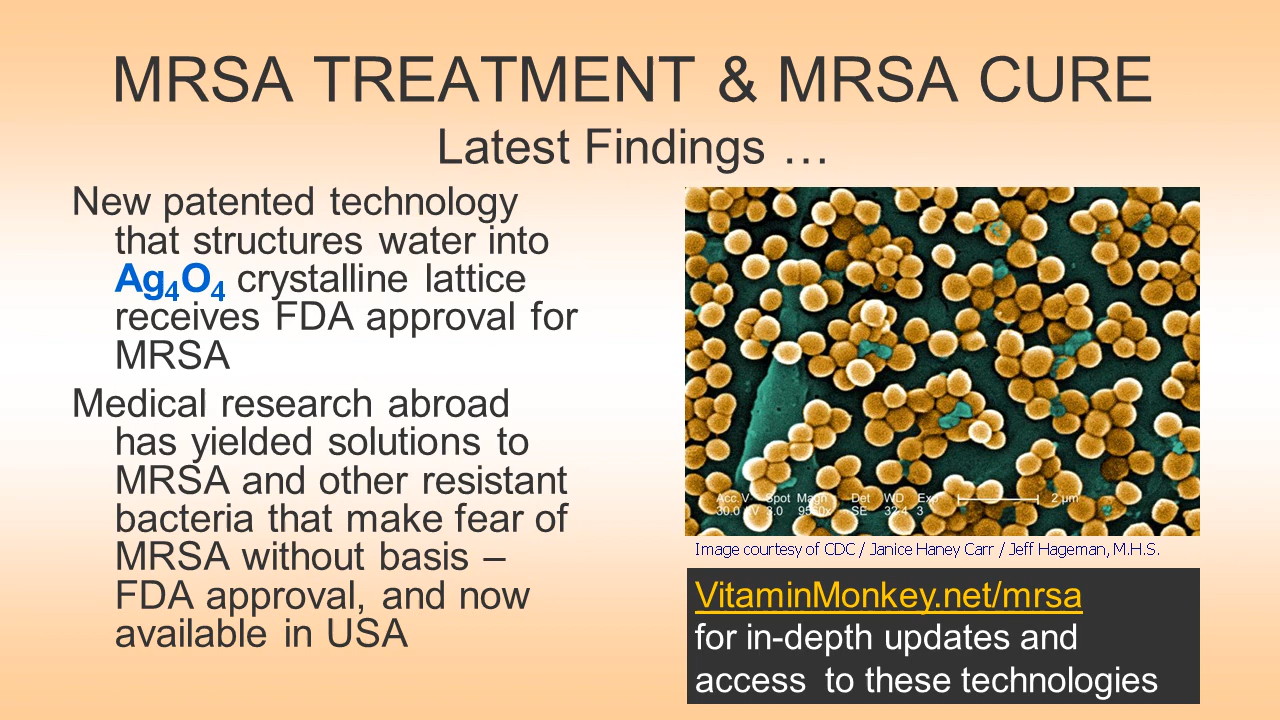 MRSA TREATMENT & MRSA CURE
Latest Findings …
New patented technology
that structures water into
Ag₄O₄ crystalline lattice
receives FDA approval for
MRSA
Medical research abroad
has yielded solutions to
MRSA and other resistant
bacteria that make fear of
MRSA without basis –
FDA approval, and now
available in USA
Acc.V Spot Magn Det WD Exp 2 µm
30.0 kV 3.0 9560x SE 32.4 3
Image courtesy of CDC / Janice Haney Carr / Jeff Hageman, M.H.S.
VitaminMonkey.net/mrsa
for in-depth updates and
access to these technologies